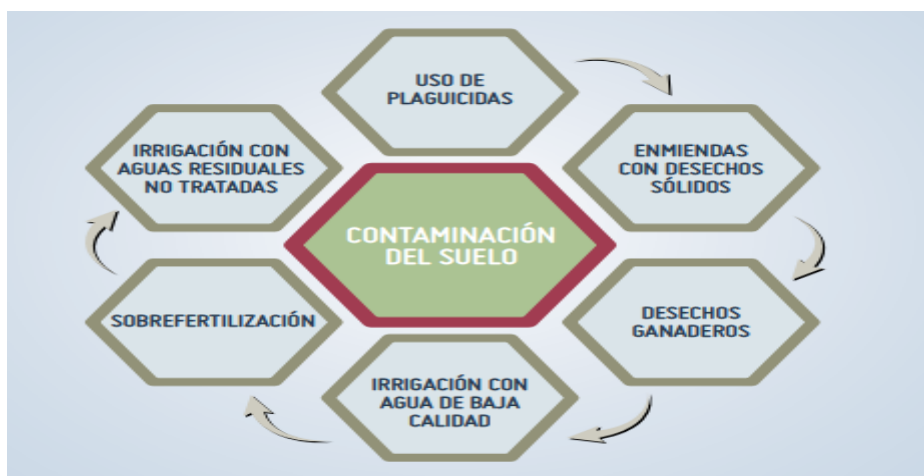 USO DE
PLAGUICIDAS
ENMIENDAS
CON DESECHOS
SÓLIDOS
DESECHOS
GANADEROS
IRRIGACIÓN CON
AGUA DE BAJA
CALIDAD
SOBREFERTILIZACIÓN
IRRIGACIÓN CON
AGUAS RESIDUALES
NO TRATADAS
CONTAMINACIÓN
DEL SUELO